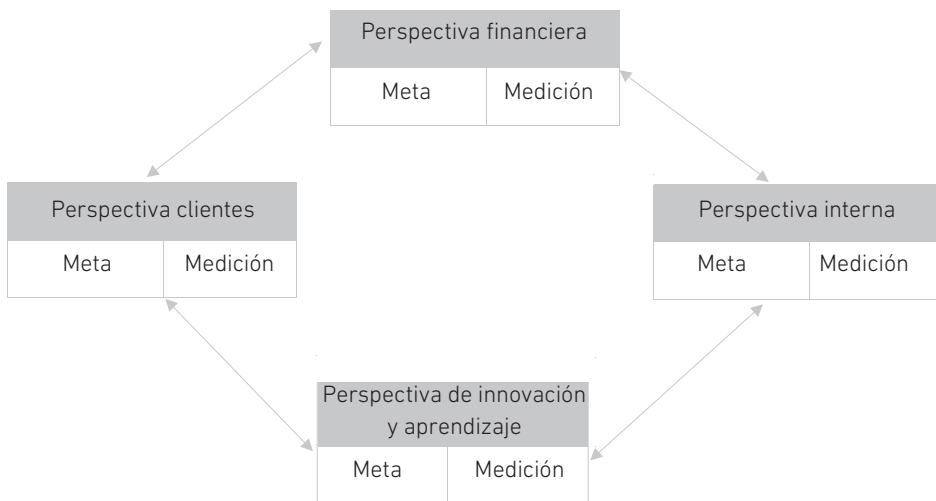 Perspectiva financiera
Meta Medición
Perspectiva clientes
Meta Medición
Perspectiva interna
Meta Medición
Perspectiva de innovación
y aprendizaje
Meta Medición